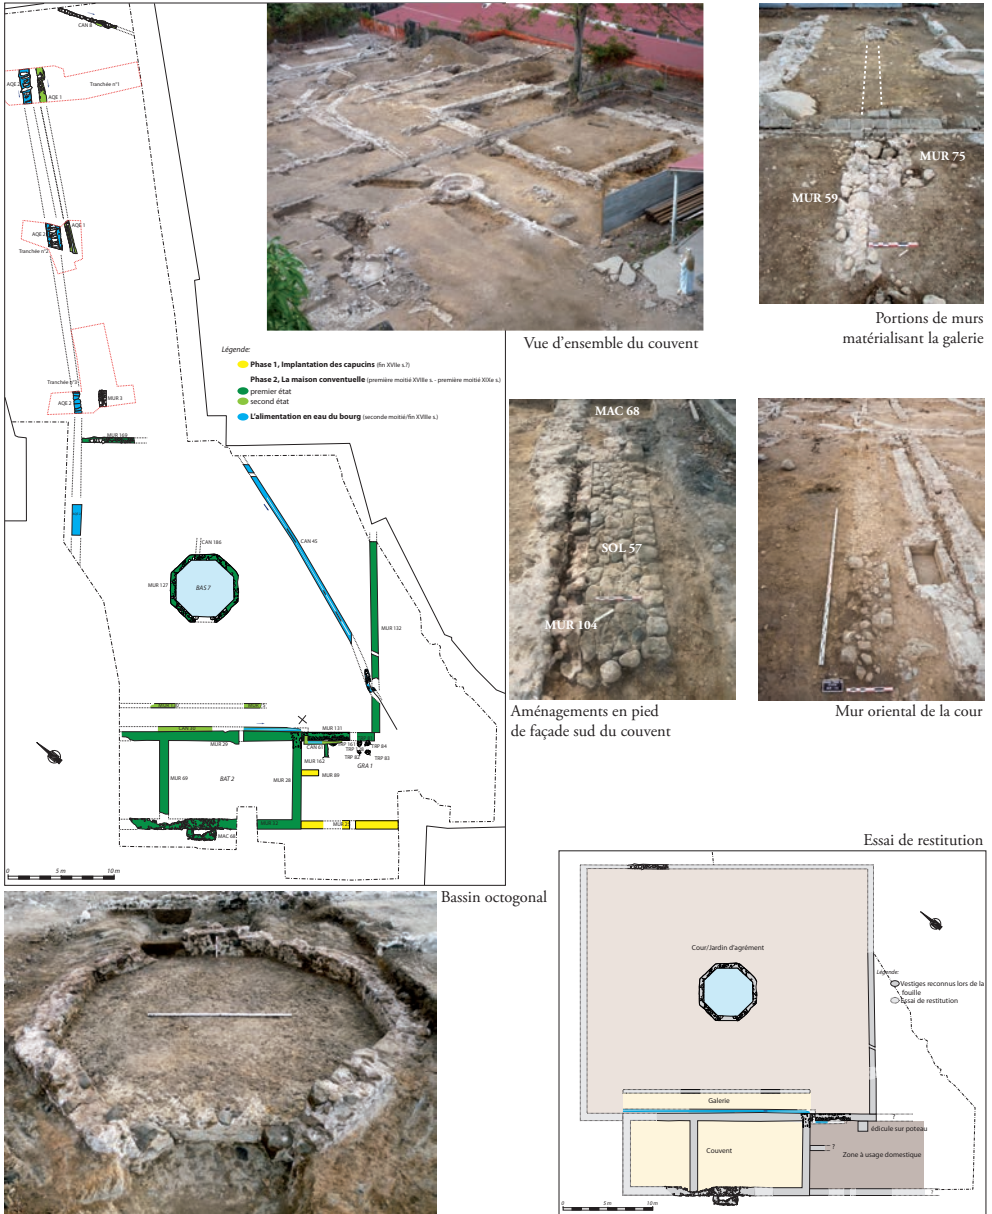 CAN 8
Tranchée n°1
AQE 2
AQE 1
AQE 1
AQE 2
Tranchée n°2
Tranchée n°3
AQE 2
MUR 3
MUR 169
Légende:
Phase 1, Implantation des capucins (fin XVIIe s.?)
Phase 2, La maison conventuelle (première moitié XVIIIe s. - première moitié XIXe s.)
premier état
second état
L'alimentation en eau du bourg (seconde moitié/fin XVIIIe s.)
CAN 186
MUR 127
BAS 7
CAN 45
MUR 132
MUR 131
MUR 29
CAN 61
TRP 161
TRP 84
TRP 82
TRP 83
MUR 162
GRA 1
MUR 69
BAT 2
MUR 28
MUR 89
MAC 68
0 5 m 10 m
Vue d'ensemble du couvent
MUR 75
MUR 59
Portions de murs
matérialisant la galerie
MAC 68
SOL 57
MUR 104
Aménagements en pied
de façade sud du couvent
Mur oriental de la cour
Bassin octogonal
Essai de restitution
Cour/Jardin d'agrément
Légende:
Vestiges reconnus lors de la
fouille
Essai de restitution
Galerie
?
édicule sur poteau
Couvent
?
Zone à usage domestique
?
0 5 m 10 m